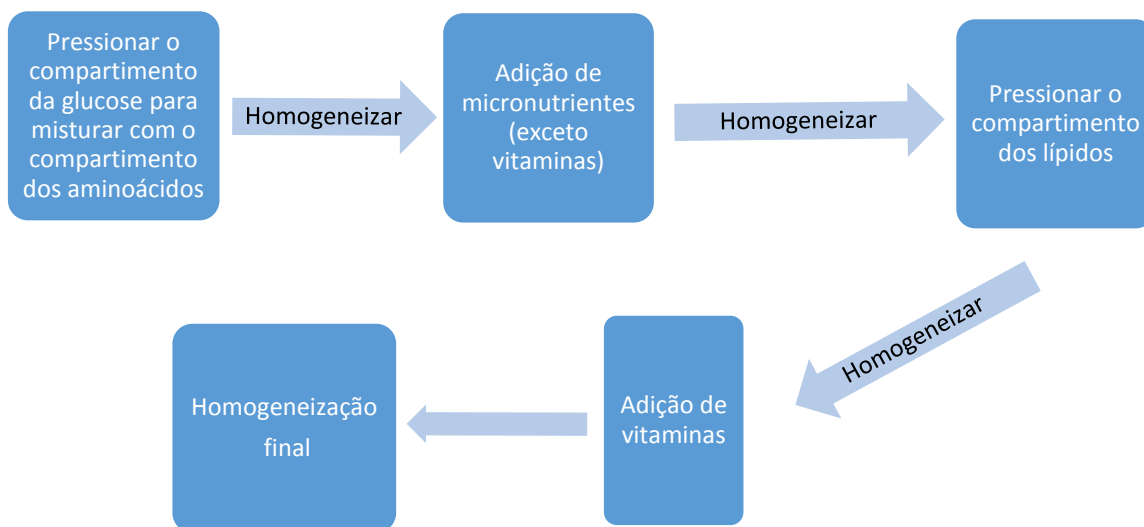 Pressionar o
compartimento
da glucose para
misturar com o
compartimento
dos aminoácidos
Homogeneizar
Adição de
micronutrientes
(exceto
vitaminas)
Homogeneizar
Pressionar o
compartimento
dos lípidos
Homogeneizar
Adição de
vitaminas
Homogeneização
final